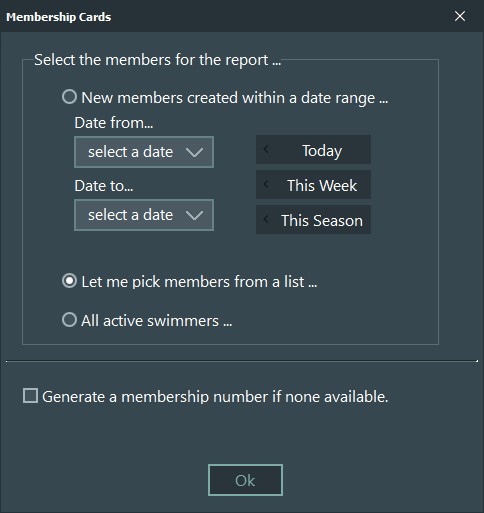 Membership Cards
Select the members for the report ...
New members created within a date range ...
Date from...
select a date
Today
Date to...
This Week
select a date
This Season
Let me pick members from a list ...
All active swimmers ...
Generate a membership number if none available.
Ok